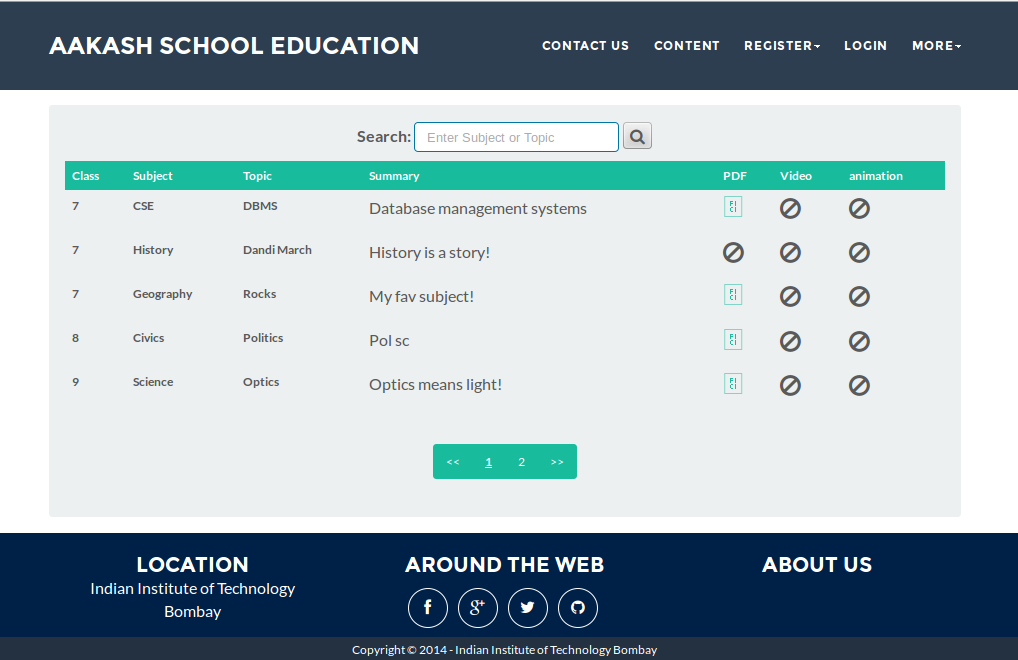 AAKASH SCHOOL EDUCATION CONTACT US CONTENT REGISTER LOGIN MORE
Search: Enter Subject or Topic
Class Subject Topic Summary PDF Video animation
7 CSE DBMS Database management systems
7 History Dandi March History is a story!
7 Geography Rocks My fav subject!
8 Civics Politics Pol sc
9 Science Optics Optics means light!
<< 1 2 >>
LOCATION AROUND THE WEB ABOUT US
Indian Institute of Technology
Bombay
Copyright © 2014 - Indian Institute of Technology Bombay